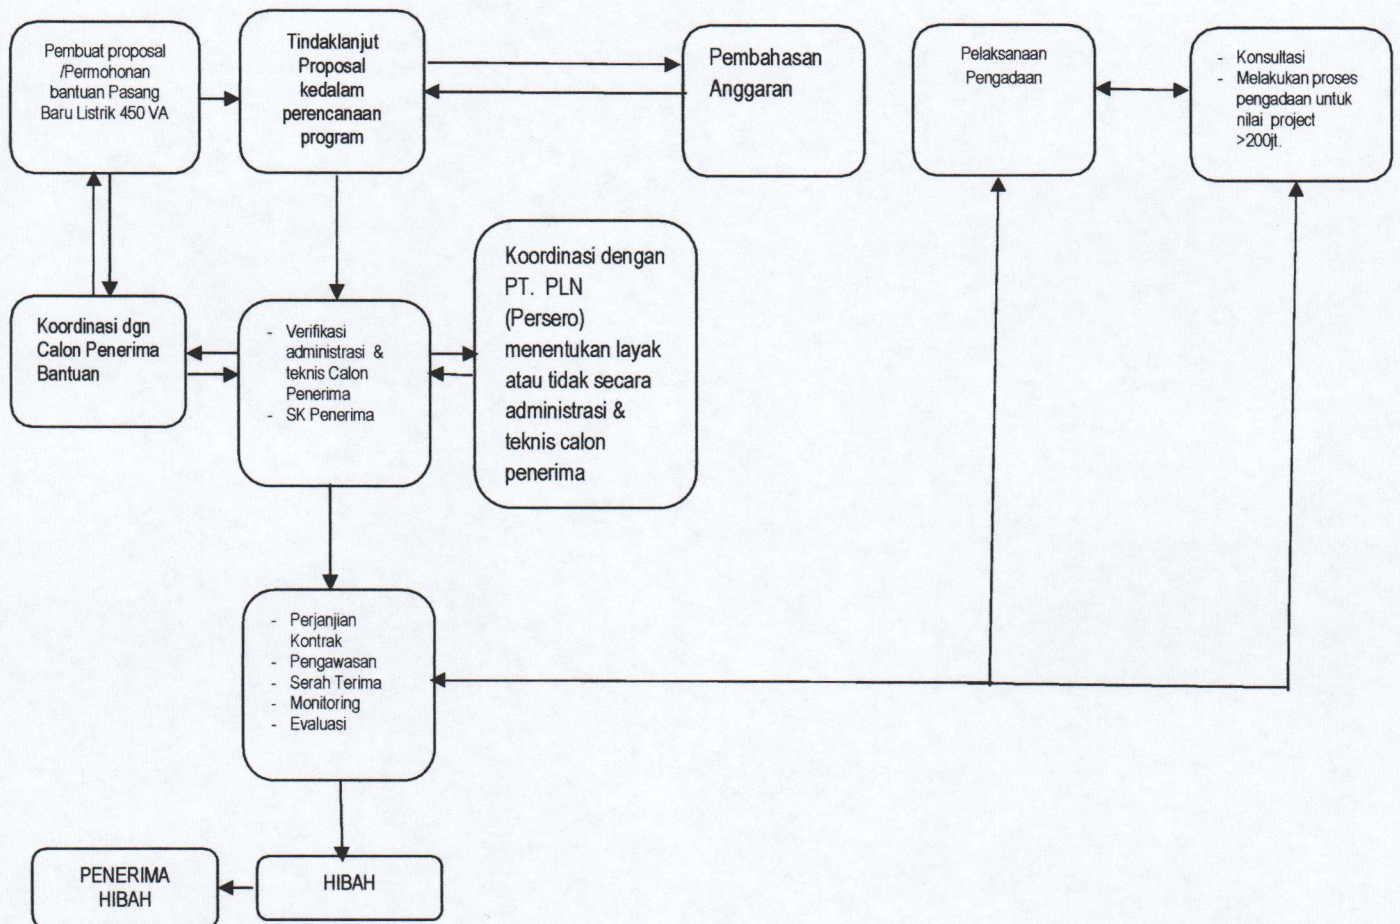 Pembuat proposal
/Permohonan
bantuan Pasang
Baru Listrik 450 VA
Tindaklanjut
Proposal
kedalam
perencanaan
program
Pembahasan
Anggaran
Pelaksanaan
Pengadaan
- Konsultasi
- Melakukan proses
pengadaan untuk
nilai project
>200jt.
Koordinasi dgn
Calon Penerima
Bantuan
- Verifikasi
administrasi &
teknis Calon
Penerima
- SK Penerima
Koordinasi dengan
PT. PLN
(Persero)
menentukan layak
atau tidak secara
administrasi &
teknis calon
penerima
- Perjanjian
Kontrak
- Pengawasan
- Serah Terima
- Monitoring
- Evaluasi
PENERIMA
HIBAH
HIBAH